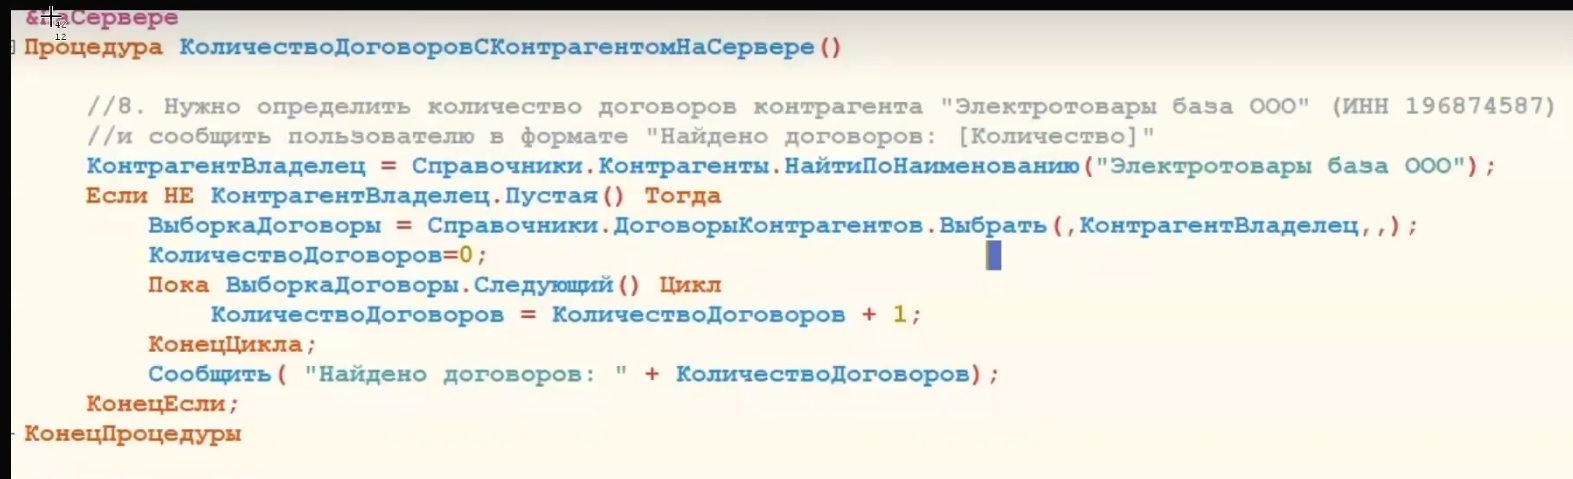 &НаСервере
Процедура КоличествоДоговоровСКонтрагентомНаСервере()
//8. Нужно определить количество договоров контрагента "Электротовары база ООО" (ИНН 196874587)
//и сообщить пользователю в формате "Найдено договоров: [Количество]"
КонтрагентВладелец = Справочники.Контрагенты.НайтиПоНаименованию("Электротовары база ООО");
Если НЕ КонтрагентВладелец.Пустая() Тогда
ВыборкаДоговоры = Справочники.ДоговорыКонтрагентов.Выбрать(,КонтрагентВладелец,,);
КоличествоДоговоров=0;
Пока ВыборкаДоговоры.Следующий() Цикл
КоличествоДоговоров = КоличествоДоговоров + 1;
КонецЦикла;
Сообщить( "Найдено договоров: " + КоличествоДоговоров);
КонецЕсли;
КонецПроцедуры